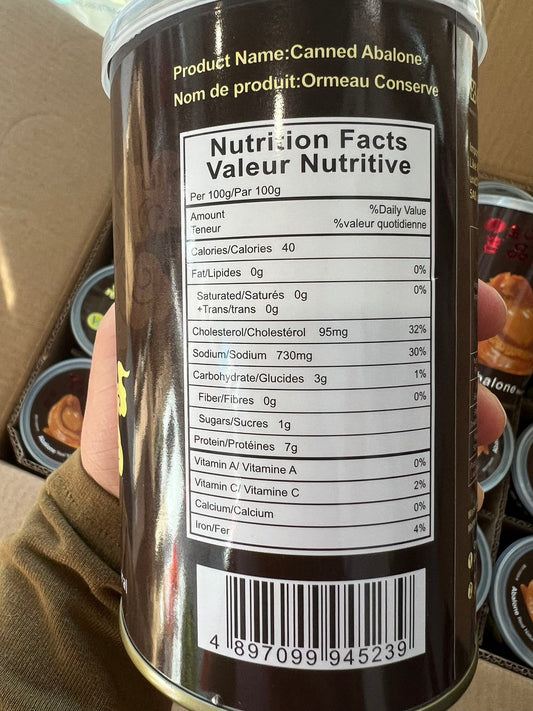 Product Name:Canned Abalone
Nom de produit:Ormeau Conserve
Nutrition Facts
Valeur Nutritive
Per 100g/Par 100g
Amount %Daily Value
Teneur %valeur quotidienne
Calories/Calories 40
Fat/Lipides 0g 0%
Saturated/Saturés 0g 0%
+Trans/trans 0g
Cholesterol/Cholestérol 95mg 32%
Sodium/Sodium 730mg 30%
Carbohydrate/Glucides 3g 1%
Fiber/Fibres 0g 0%
Sugars/Sucres 1g
Protein/Protéines 7g
Vitamin A/ Vitamine A 0%
Vitamin C/ Vitamine C 2%
Calcium/Calcium 0%
Iron/Fer 4%
4 897099 945239
Abalone
Abalone